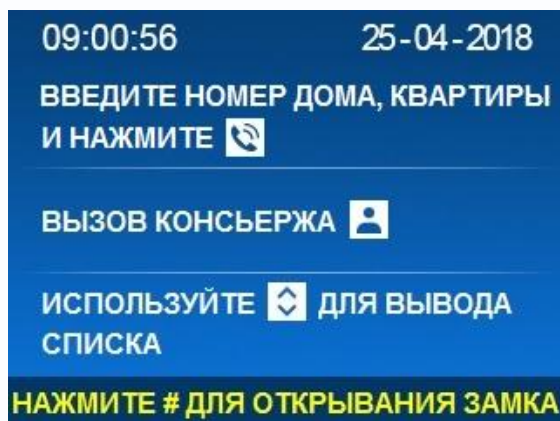 09:00:56 25-04-2018
ВВЕДИТЕ НОМЕР ДОМА, КВАРТИРЫ
И НАЖМИТЕ
ВЫЗОВ КОНСЬЕРЖА
ИСПОЛЬЗУЙТЕ ДЛЯ ВЫВОДА
СПИСКА
НАЖМИТЕ # ДЛЯ ОТКРЫВАНИЯ ЗАМКА